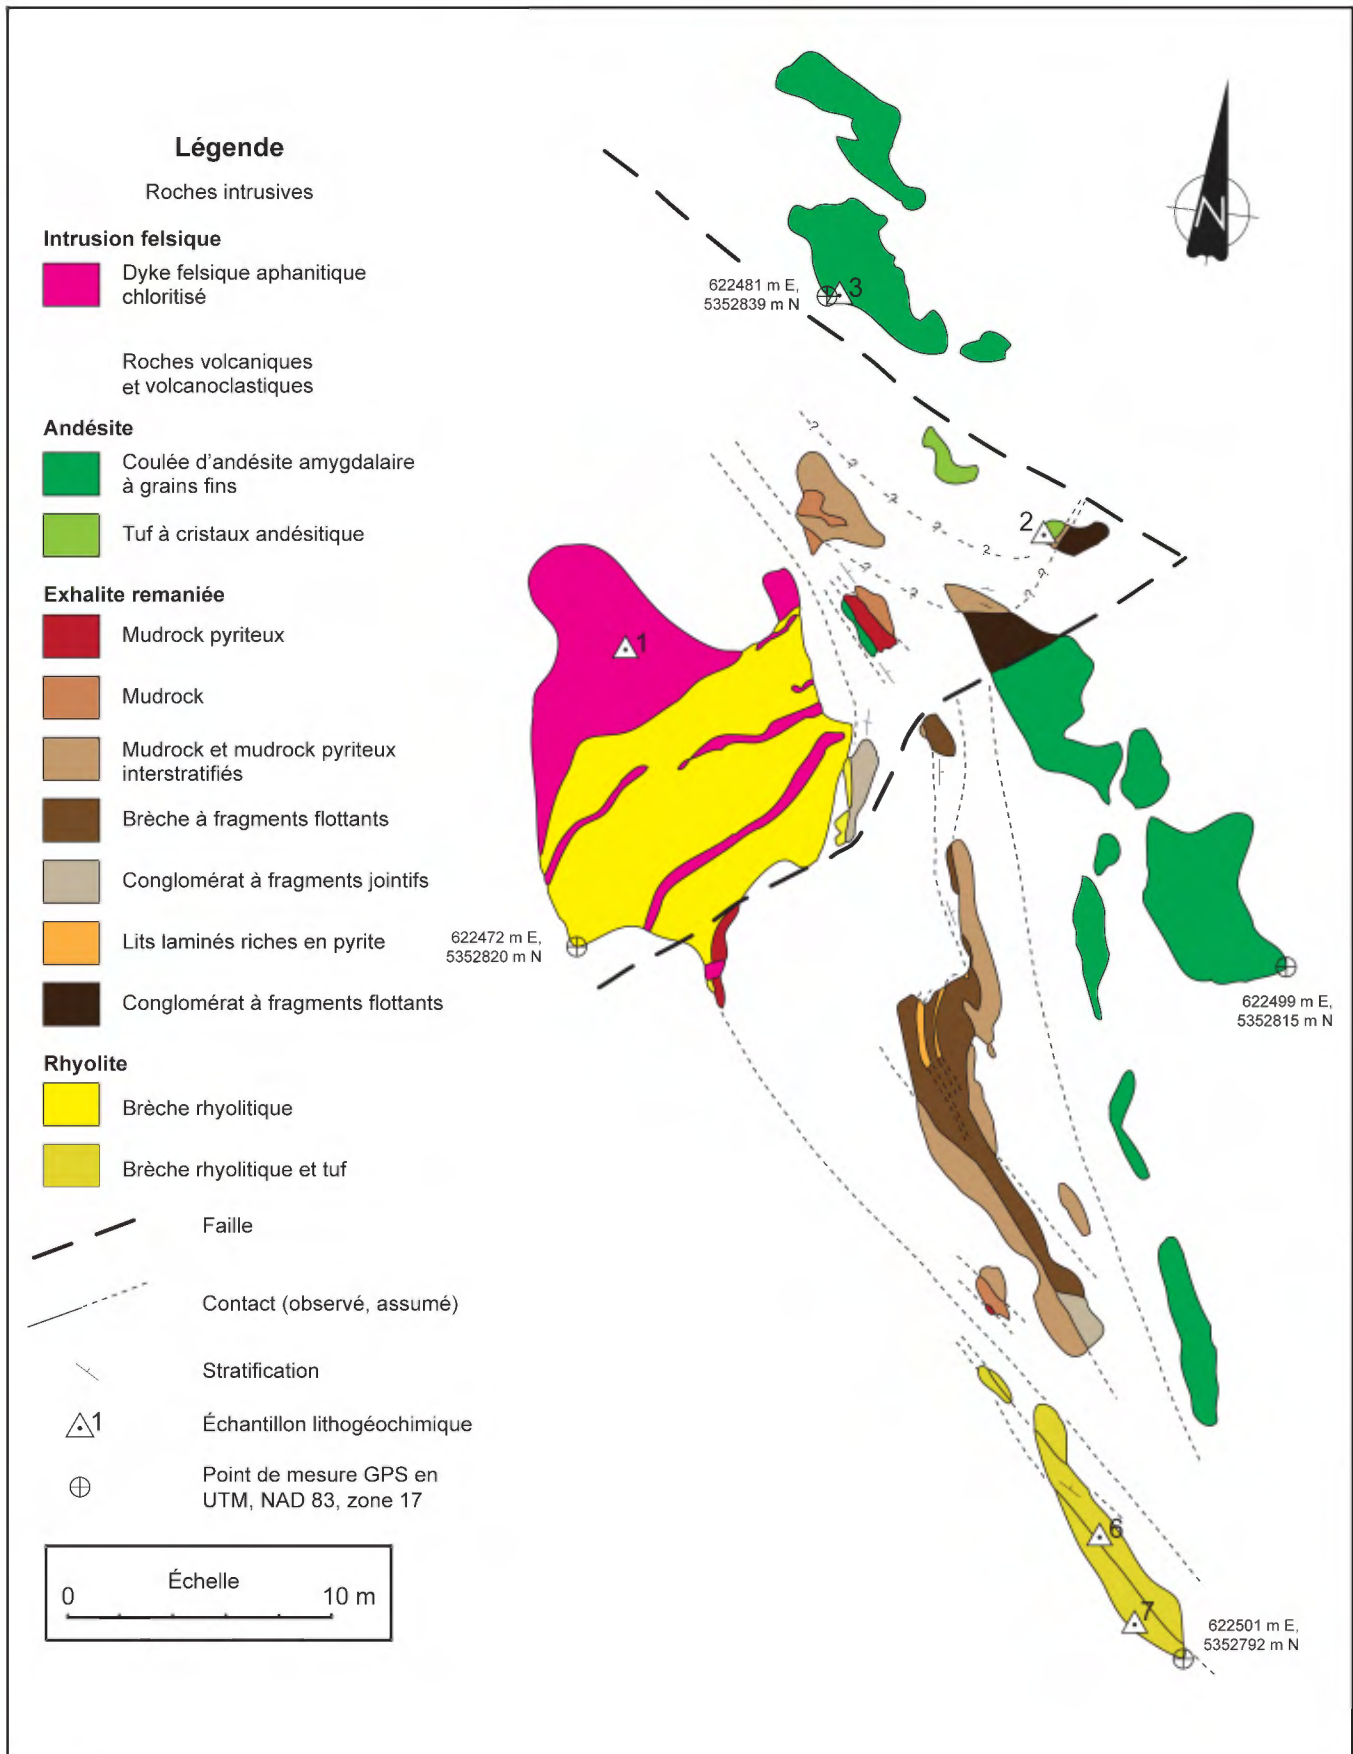 Légende
Roches intrusives
Intrusion felsique
Dyke felsique aphanitique
chloritisé
Roches volcaniques
et volcanoclastiques
Andésite
Coulée d'andésite amygdalaire
à grains fins
Tuf à cristaux andésitique
Exhalite remaniée
Mudrock pyriteux
Mudrock
Mudrock et mudrock pyriteux
interstratifiés
Brèche à fragments flottants
Conglomérat à fragments jointifs
Lits laminés riches en pyrite
Conglomérat à fragments flottants
Rhyolite
Brèche rhyolitique
Brèche rhyolitique et tuf
Faille
Contact (observé, assumé)
Stratification
1
Échantillon lithogéochimique
Point de mesure GPS en
UTM, NAD 83, zone 17
Échelle
0 10 m
N
622481 m E,
5352839 m N
3
?
?
?
?
?
2
?
?
?
?
1
622472 m E,
5352820 m N
622499 m E,
5352815 m N
6
7
622501 m E,
5352792 m N